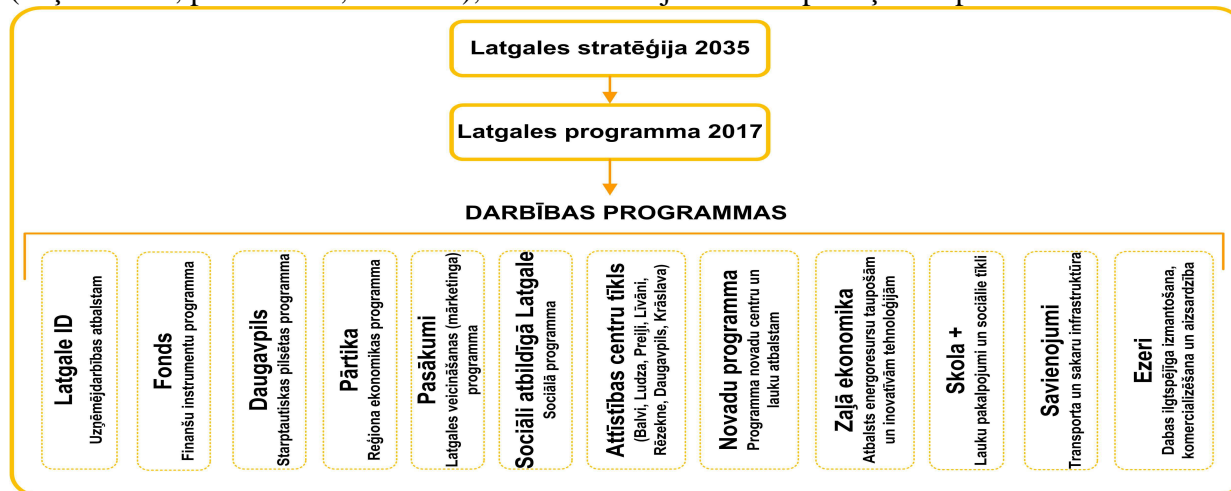 Latgales stratēģija 2035
Latgales programma 2017
DARBĪBAS PROGRAMMAS
Latgale ID
Uzņēmējdarbības atbalstam
Fonds
Finanšu instrumentu programma
Daugavpils
Starptautiskas pilsētas programma
Pārtika
Reģiona ekonomikas programma
Pasākumi
Latgales veicināšanas (mārketinga)
programma
Sociāli atbildīgā Latgale
Sociālā programma
Attīstības centru tīkls
(Balvi, Ludza, Preiļi, Līvāni,
Rēzekne, Daugavpils, Krāslava)
Novadu programma
Programma novadu centru un
lauku atbalstam
Zaļā ekonomika
Atbalsts energoresursu taupošām
un inovatīvām tehnoloģijām
Skola +
Lauku pakalpojumi un sociālie tīkli
Savienojumi
Transporta un sakaru infrastruktūra
Ezeri
Dabas ilgtspējīga izmantošana,
komercializēšana un aizsardzība